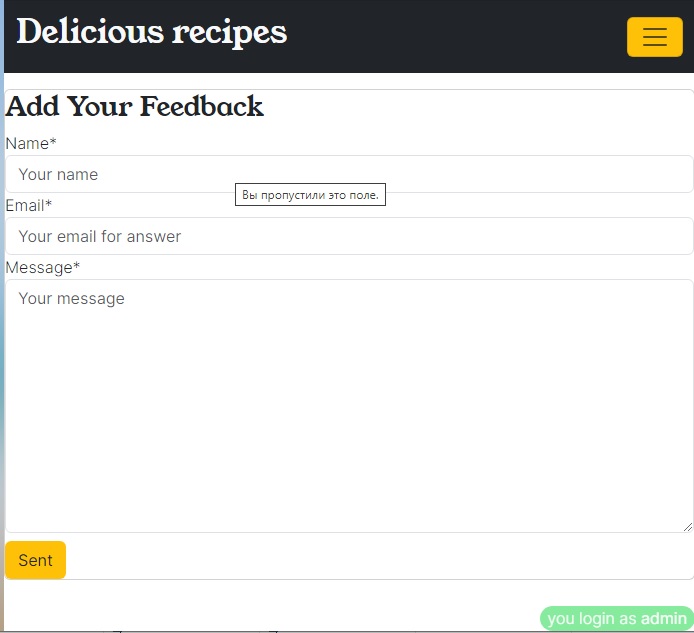 Delicious recipes
Add Your Feedback
Name*
Your name
Вы пропустили это поле.
Email*
Your email for answer
Message*
Your message
Sent
you login as admin